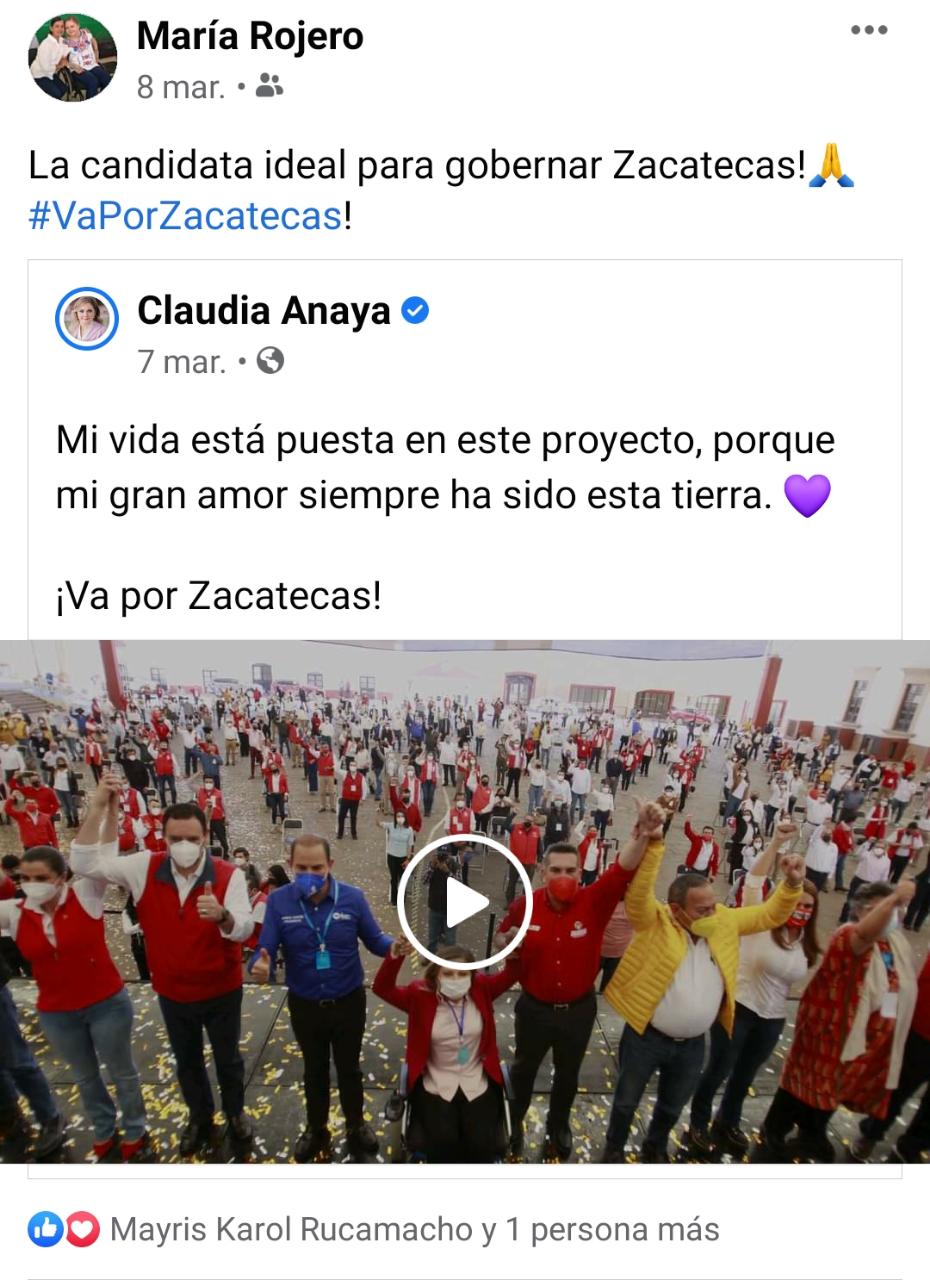 María Rojero
8 mar. •
La candidata ideal para gobernar Zacatecas!🙏
#VaPorZacatecas!
Claudia Anaya
7 mar. •
Mi vida está puesta en este proyecto, porque
mi gran amor siempre ha sido esta tierra. 💜
¡Va por Zacatecas!
Mayris Karol Rucamacho y 1 persona más